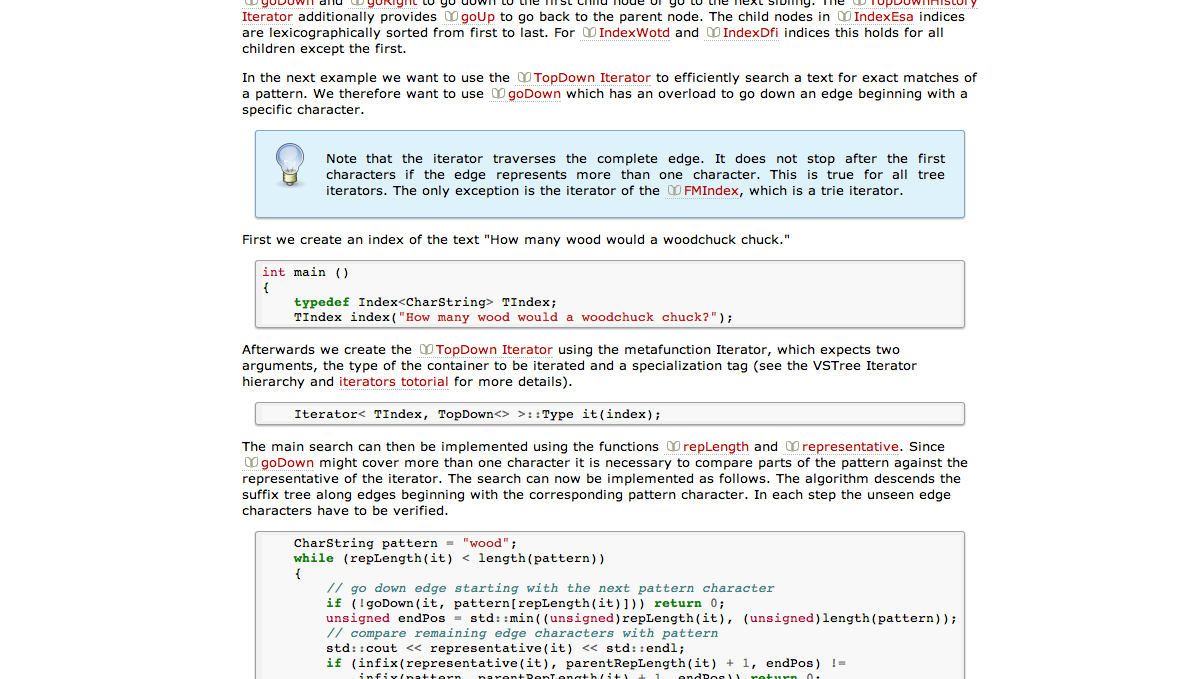 goDown and goRight to go down to the first child node or go to the next sibling. The TopDownHistory
Iterator additionally provides goUp to go back to the parent node. The child nodes in IndexEsa indices
are lexicographically sorted from first to last. For IndexWotd and IndexDfi indices this holds for all
children except the first.
In the next example we want to use the TopDown Iterator to efficiently search a text for exact matches of
a pattern. We therefore want to use goDown which has an overload to go down an edge beginning with a
specific character.
Note that the iterator traverses the complete edge. It does not stop after the first
characters if the edge represents more than one character. This is true for all tree
iterators. The only exception is the iterator of the FMIndex, which is a trie iterator.
First we create an index of the text "How many wood would a woodchuck chuck."
int main ()
{
typedef Index<CharString> TIndex;
TIndex index("How many wood would a woodchuck chuck?");
Afterwards we create the TopDown Iterator using the metafunction Iterator, which expects two
arguments, the type of the container to be iterated and a specialization tag (see the VSTree Iterator
hierarchy and iterators totorial for more details).
Iterator< TIndex, TopDown<> >::Type it(index);
The main search can then be implemented using the functions repLength and representative. Since
goDown might cover more than one character it is necessary to compare parts of the pattern against the
representative of the iterator. The search can now be implemented as follows. The algorithm descends the
suffix tree along edges beginning with the corresponding pattern character. In each step the unseen edge
characters have to be verified.
CharString pattern = "wood";
while (repLength(it) < length(pattern))
{
// go down edge starting with the next pattern character
if (!goDown(it, pattern[repLength(it)])) return 0;
unsigned endPos = std::min((unsigned)repLength(it), (unsigned)length(pattern));
// compare remaining edge characters with pattern
std::cout << representative(it) << std::endl;
if (infix(representative(it), parentRepLength(it) + 1, endPos) !=
infix(pattern, parentRepLength(it) + 1, endPos)) return 0;